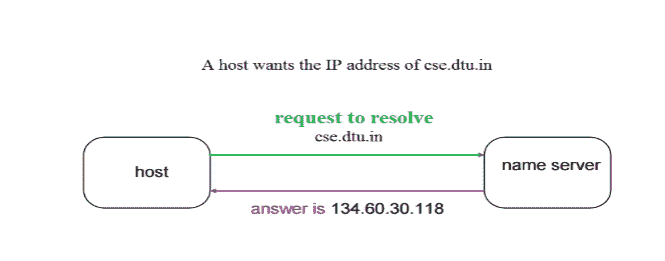 A host wants the IP address of cse.dtu.in
request to resolve
cse.dtu.in
host
name server
answer is 134.60.30.118